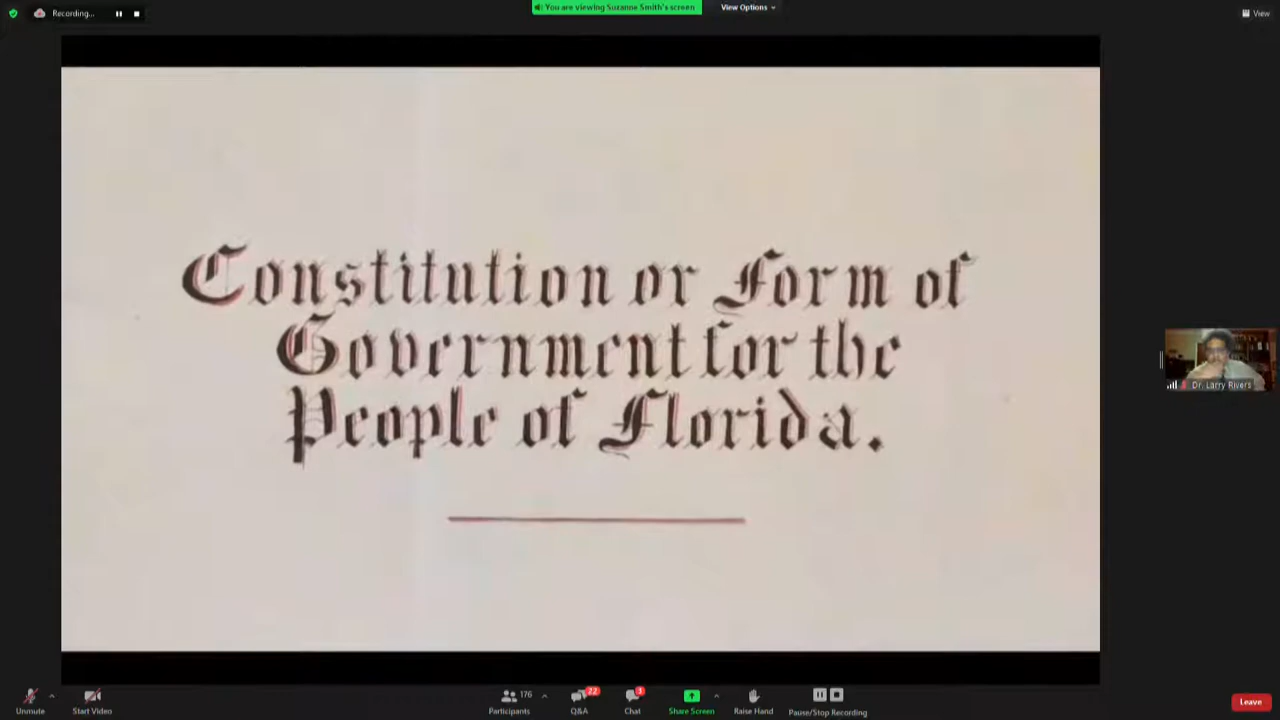 Recording...
You are viewing Suzanne Smith's screen
View Options
View
Constitution or Form of
Government for the
People of Florida.
Dr. Larry Rivers
Unmute
Start Video
176
Participants
22
Q&A
3
Chat
Share Screen
Raise Hand
Pause/Stop Recording
Leave